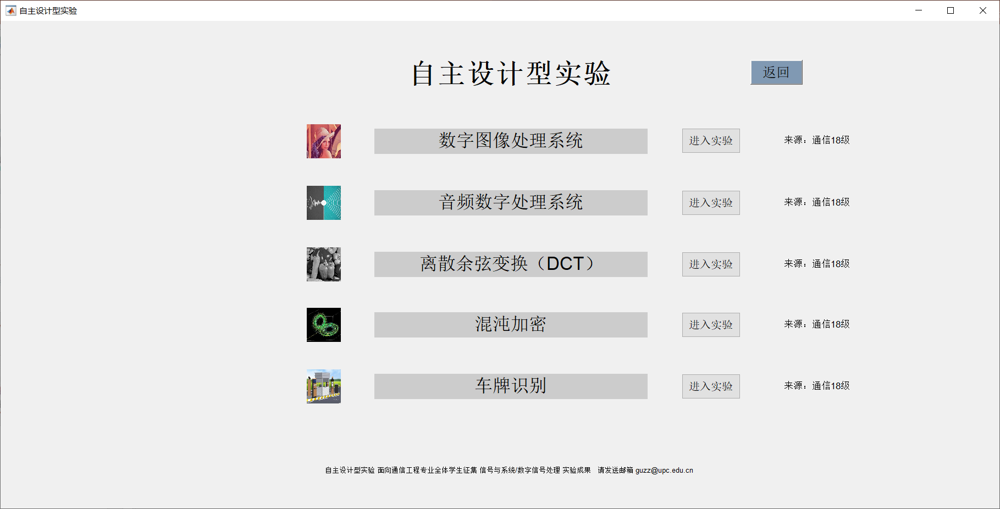 自主设计型实验
自主设计型实验
返回
数字图像处理系统
进入实验
来源：通信18级
音频数字处理系统
进入实验
来源：通信18级
离散余弦变换（DCT）
进入实验
来源：通信18级
混沌加密
进入实验
来源：通信18级
车牌识别
进入实验
来源：通信18级
自主设计型实验 面向通信工程专业全体学生征集 信号与系统/数字信号处理 实验成果 请发送邮箱 guzz@upc.edu.cn